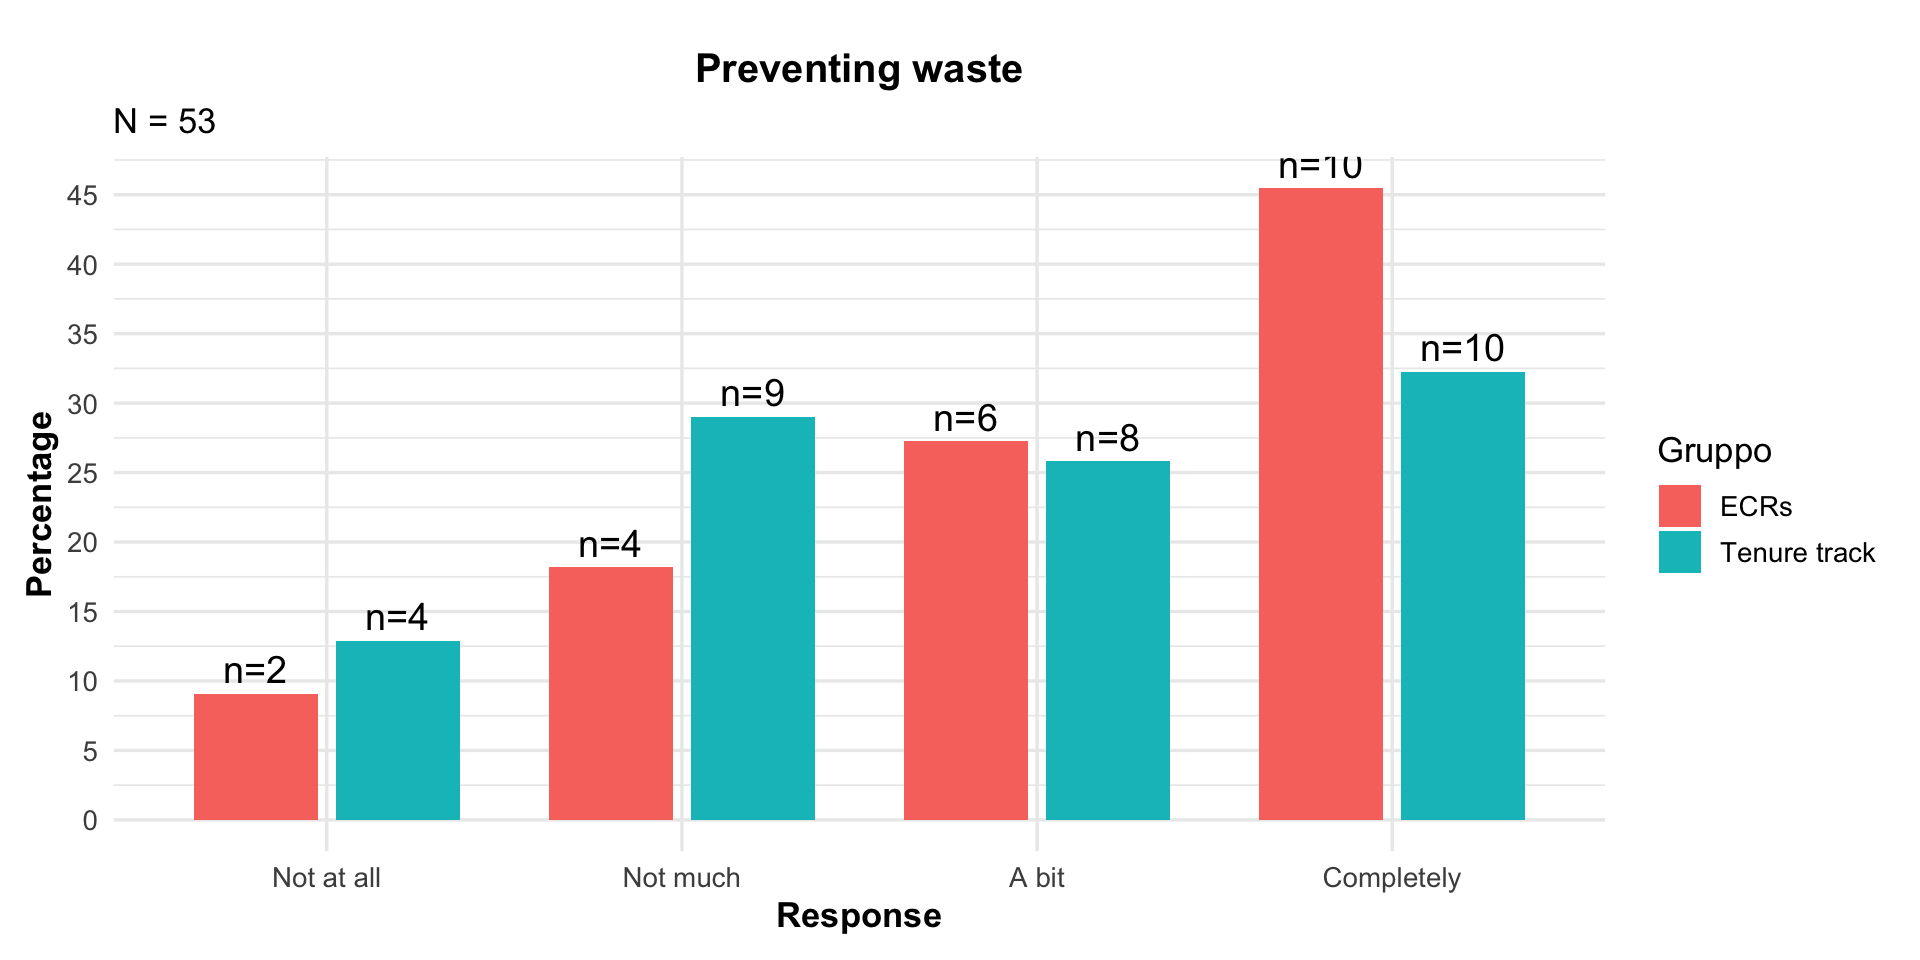 Preventing waste
N = 53
n=10
45
40
35
n=10
30
n=9
n=6
n=8
25
20
n=4
15
n=4
10
n=2
5
0
Percentage
Not at all
Not much
A bit
Completely
Response
Gruppo
ECRs
Tenure track